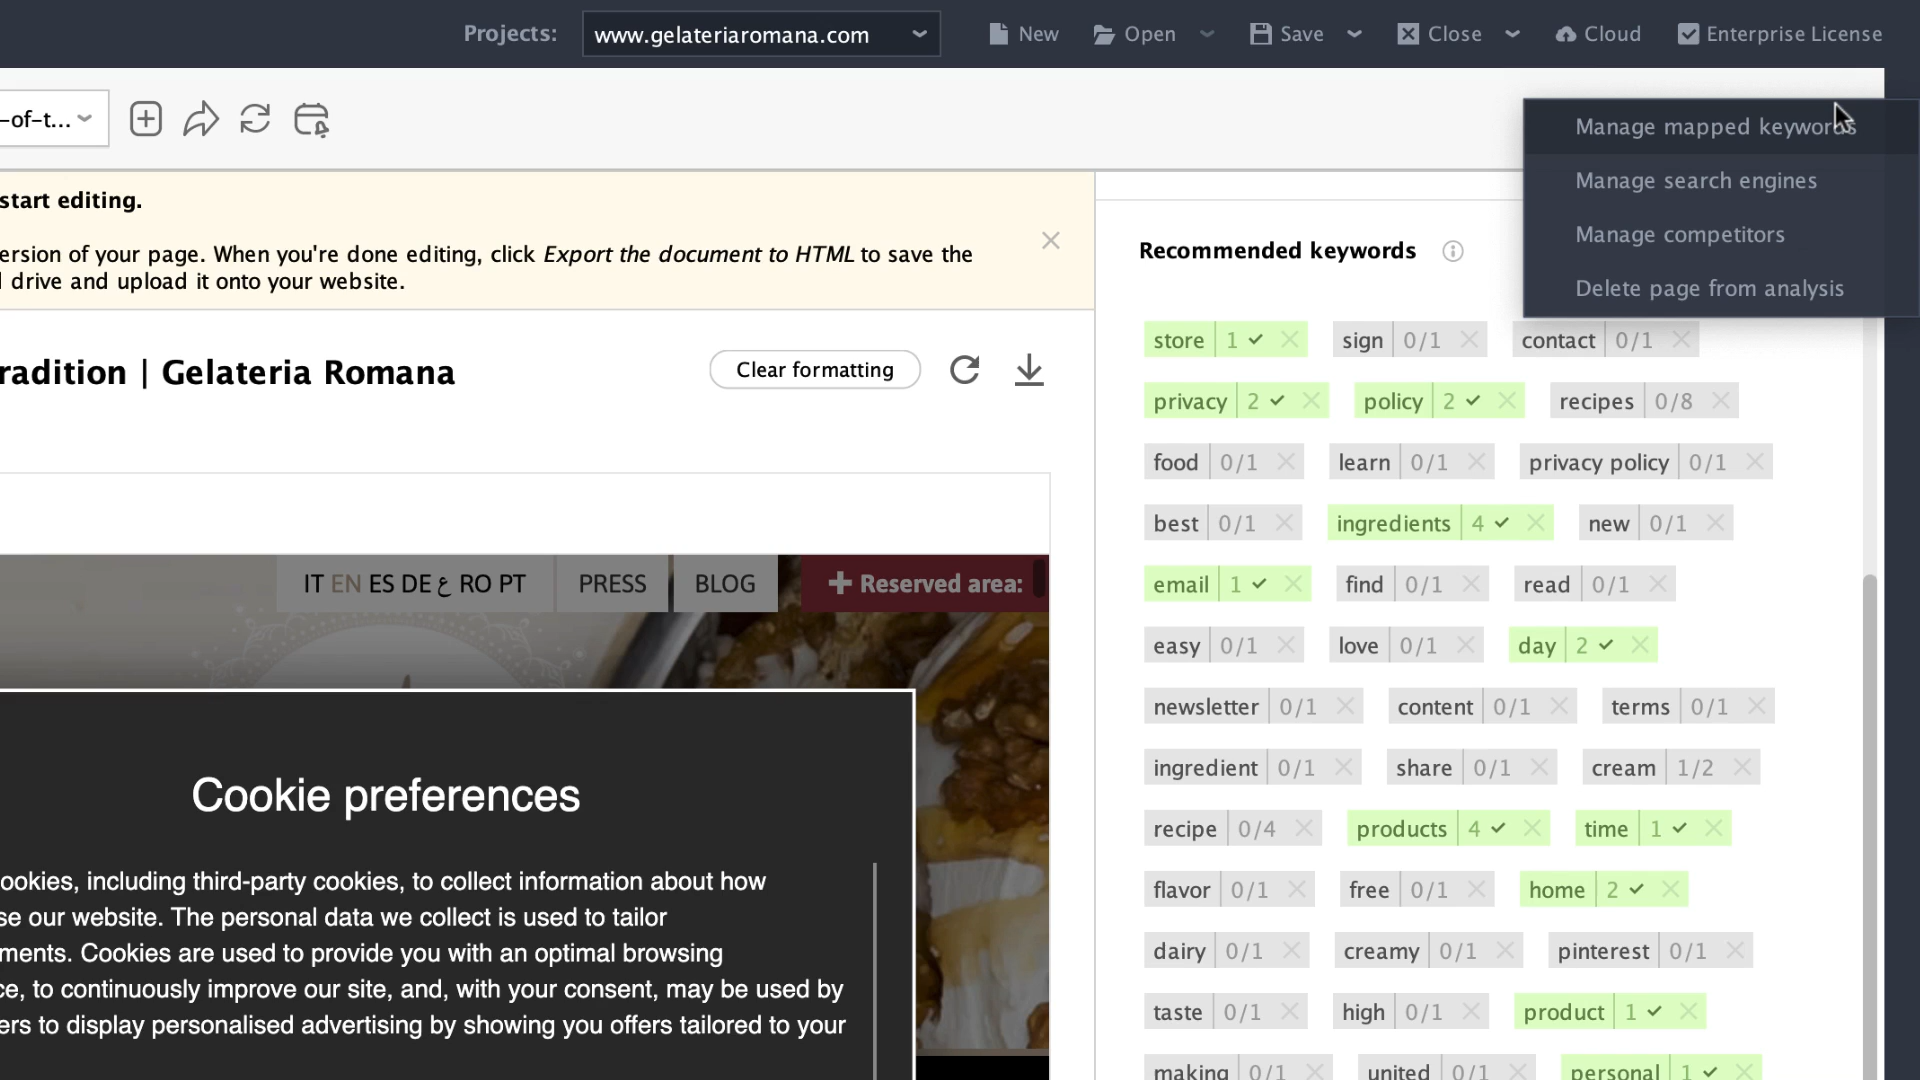 Projects: www.gelateriaromana.com New Open Save Close Cloud Enterprise License
-of-t...
Manage mapped keywords
Manage search engines
Manage competitors
Delete page from analysis
start editing.
ersion of your page. When you're done editing, click Export the document to HTML to save the
drive and upload it onto your website.
radition | Gelateria Romana
Clear formatting
IT EN ES DE ع RO PT PRESS BLOG + Reserved area:
Cookie preferences
ookies, including third-party cookies, to collect information about how
se our website. The personal data we collect is used to tailor
ments. Cookies are used to provide you with an optimal browsing
ce, to continuously improve our site, and, with your consent, may be used by
ers to display personalised advertising by showing you offers tailored to your
Recommended keywords
store 1 sign 0/1 contact 0/1
privacy 2 policy 2 recipes 0/8
food 0/1 learn 0/1 privacy policy 0/1
best 0/1 ingredients 4 new 0/1
email 1 find 0/1 read 0/1
easy 0/1 love 0/1 day 2
newsletter 0/1 content 0/1 terms 0/1
ingredient 0/1 share 0/1 cream 1/2
recipe 0/4 products 4 time 1
flavor 0/1 free 0/1 home 2
dairy 0/1 creamy 0/1 pinterest 0/1
taste 0/1 high 0/1 product 1
making 0/1 united 0/1 personal 1